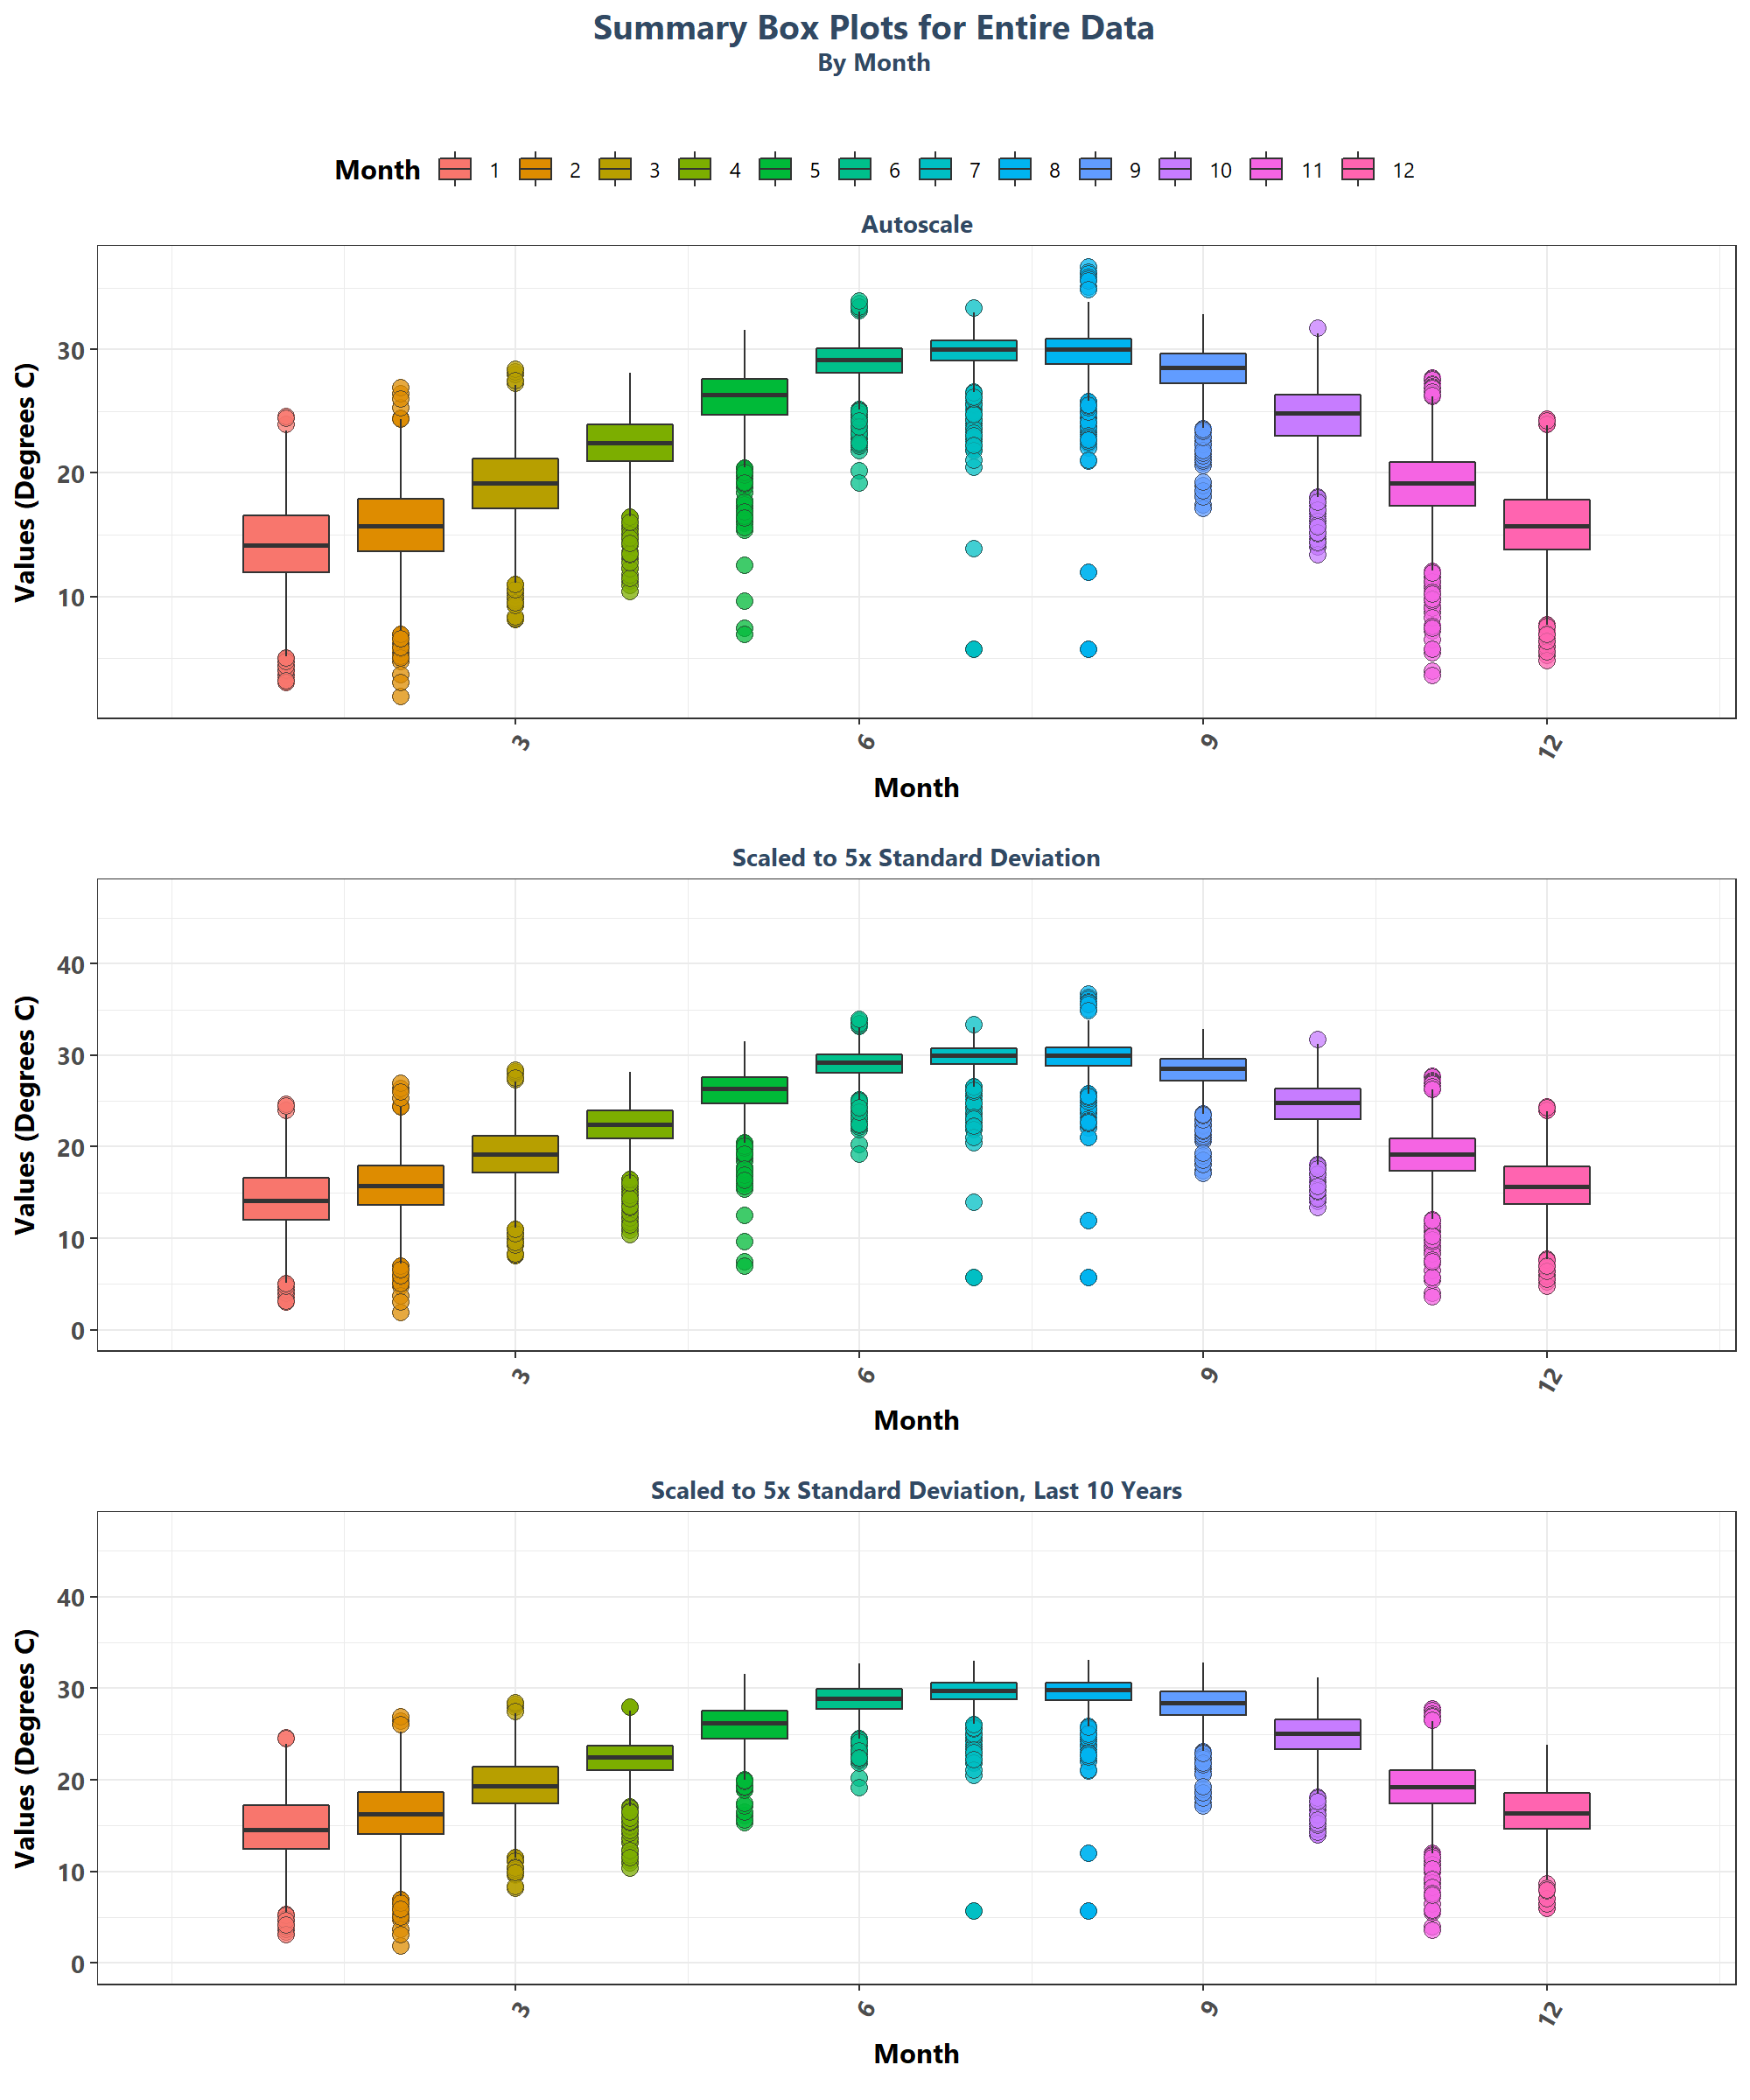 Summary Box Plots for Entire Data
By Month
Month 1 2 3 4 5 6 7 8 9 10 11 12
Autoscale
Values (Degrees C)
30
20
10
3 6 9 12
Month
Scaled to 5x Standard Deviation
Values (Degrees C)
40
30
20
10
0
3 6 9 12
Month
Scaled to 5x Standard Deviation, Last 10 Years
Values (Degrees C)
40
30
20
10
0
3 6 9 12
Month